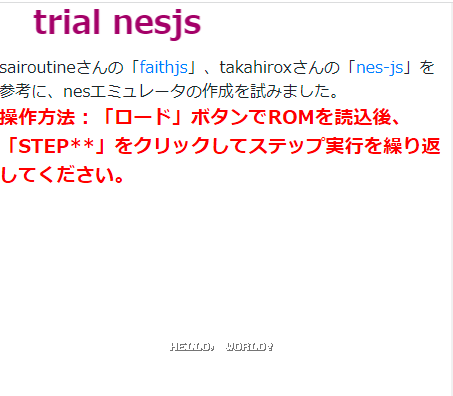 trial nesjs
sairoutineさんの「faithjs」、takahiroxさんの「nes-js」を
参考に、nesエミュレータの作成を試みました。
操作方法：「ロード」ボタンでROMを読込後、
「STEP**」をクリックしてステップ実行を繰り返
してください。
HELLO, WORLD!